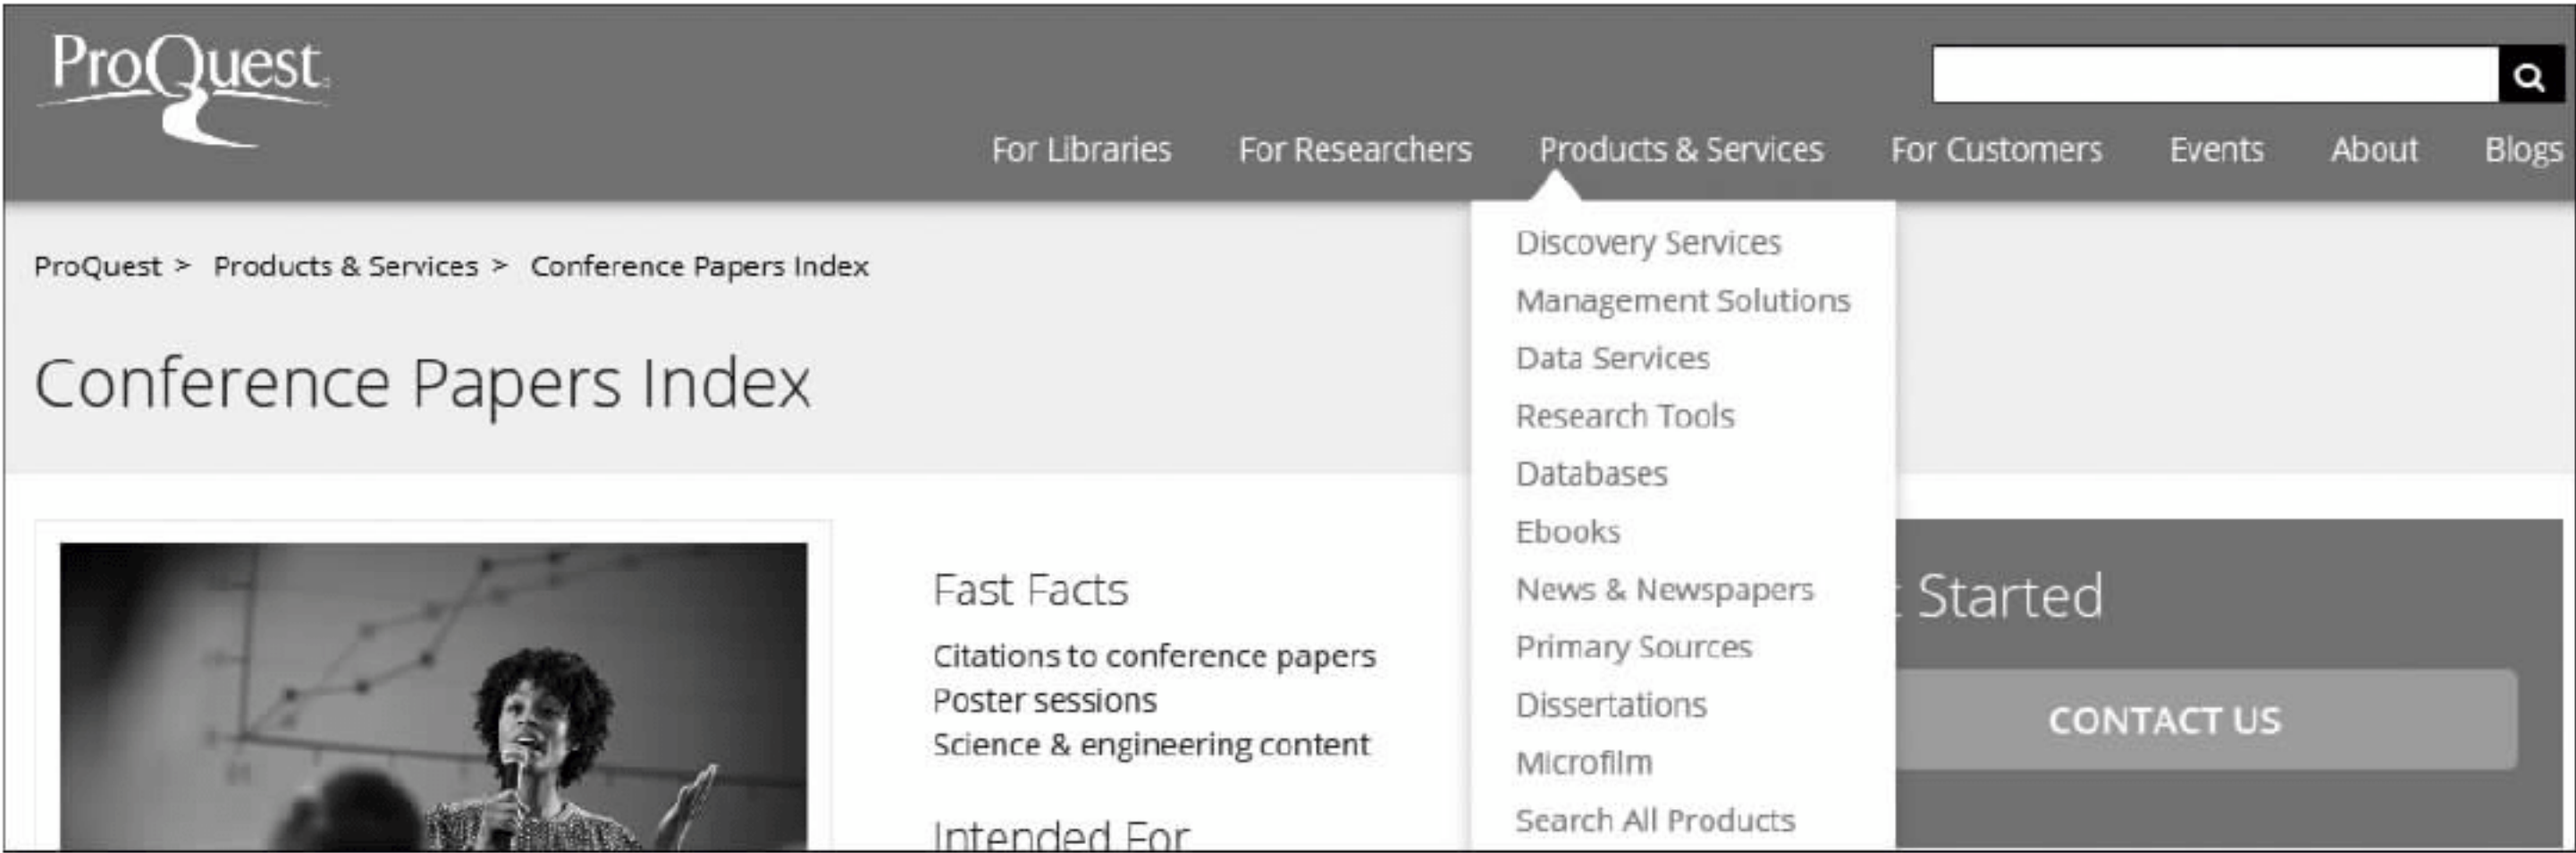 ProQuest
For Libraries For Researchers Products & Services For Customers Events About Blogs
ProQuest > Products & Services > Conference Papers Index
Conference Papers Index
Discovery Services
Management Solutions
Data Services
Research Tools
Databases
Ebooks
News & Newspapers
Primary Sources
Dissertations
Microfilm
Search All Products
Fast Facts
Citations to conference papers
Poster sessions
Science & engineering content
Intended For
Started
CONTACT US